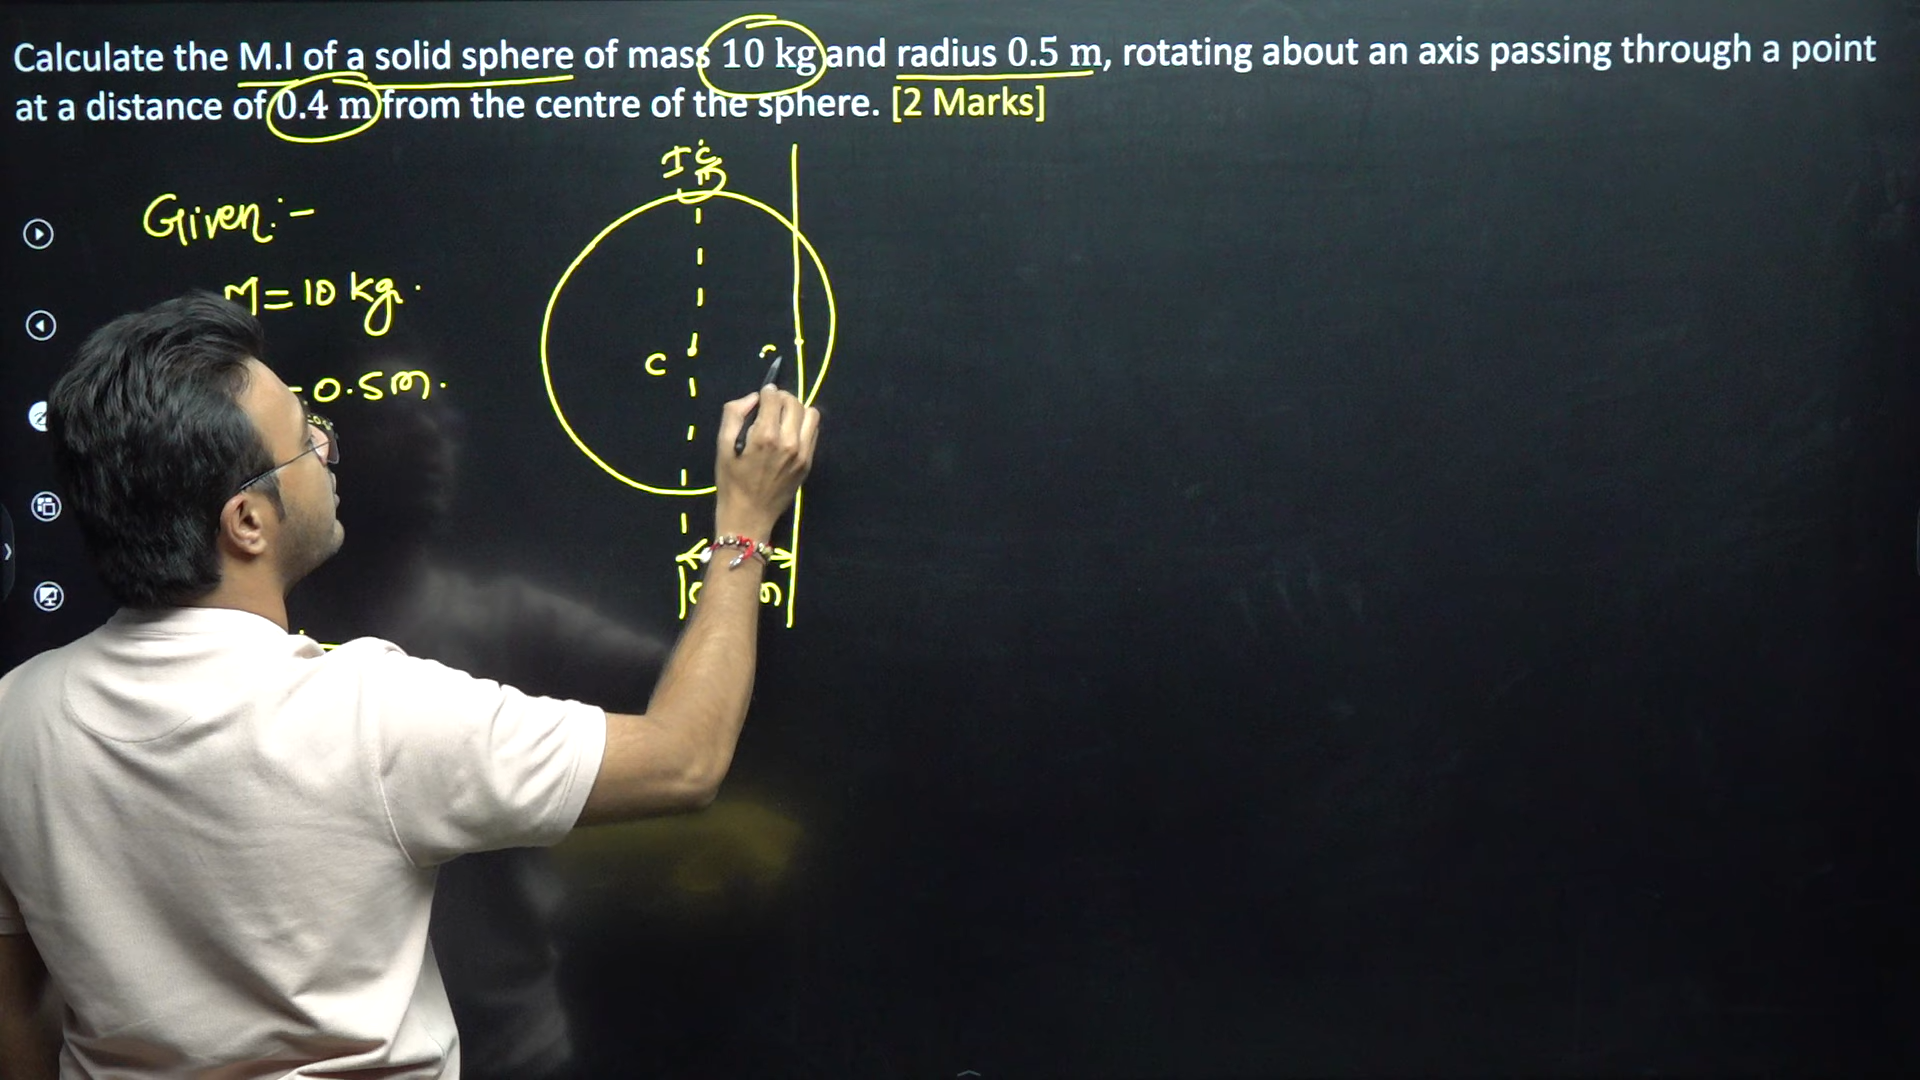 Calculate the M.I of a solid sphere of mass 10 kg and radius 0.5 m, rotating about an axis passing through a point
at a distance of 0.4 m from the centre of the sphere. [2 Marks]
Given:-
M=10 kg.
0.5m.
C